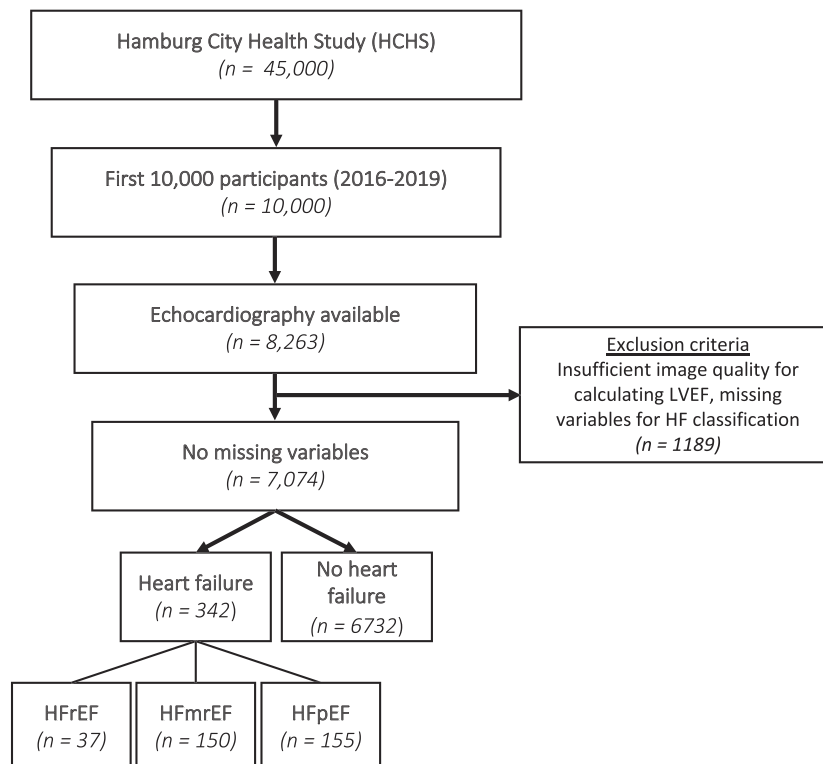 Hamburg City Health Study (HCHS)
(n = 45,000)
First 10,000 participants (2016-2019)
(n = 10,000)
Echocardiography available
(n = 8,263)
Exclusion criteria
Insufficient image quality for
calculating LVEF, missing
variables for HF classification
(n = 1189)
No missing variables
(n = 7,074)
Heart failure
(n = 342)
No heart
failure
(n = 6732)
HFrEF
(n = 37)
HFmrEF
(n = 150)
HFpEF
(n = 155)